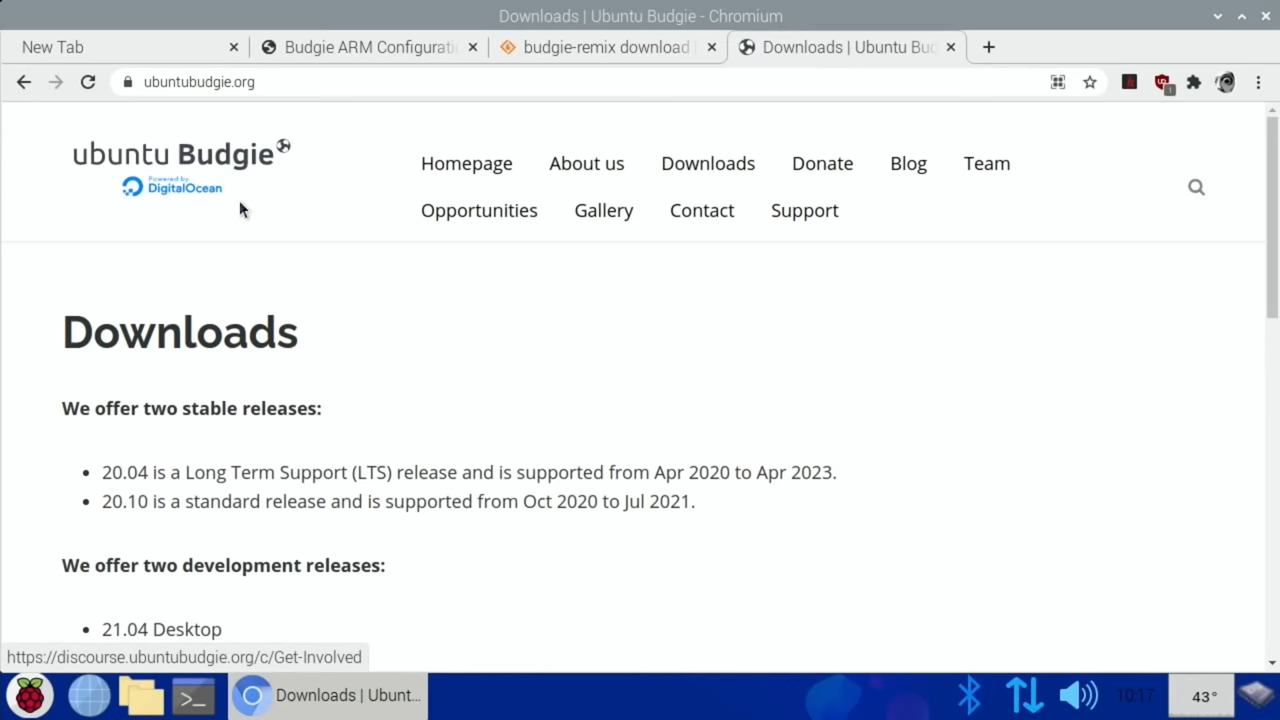 Downloads | Ubuntu Budgie - Chromium
New Tab
Budgie ARM Configurati
budgie-remix download |
Downloads | Ubuntu Bud
ubuntubudgie.org
1
ubuntu Budgie
Powered by
DigitalOcean
Homepage About us Downloads Donate Blog Team
Opportunities Gallery Contact Support
Downloads
We offer two stable releases:
20.04 is a Long Term Support (LTS) release and is supported from Apr 2020 to Apr 2023.
20.10 is a standard release and is supported from Oct 2020 to Jul 2021.
We offer two development releases:
21.04 Desktop
https://discourse.ubuntubudgie.org/c/Get-Involved
Downloads | Ubunt...
10:17
43°